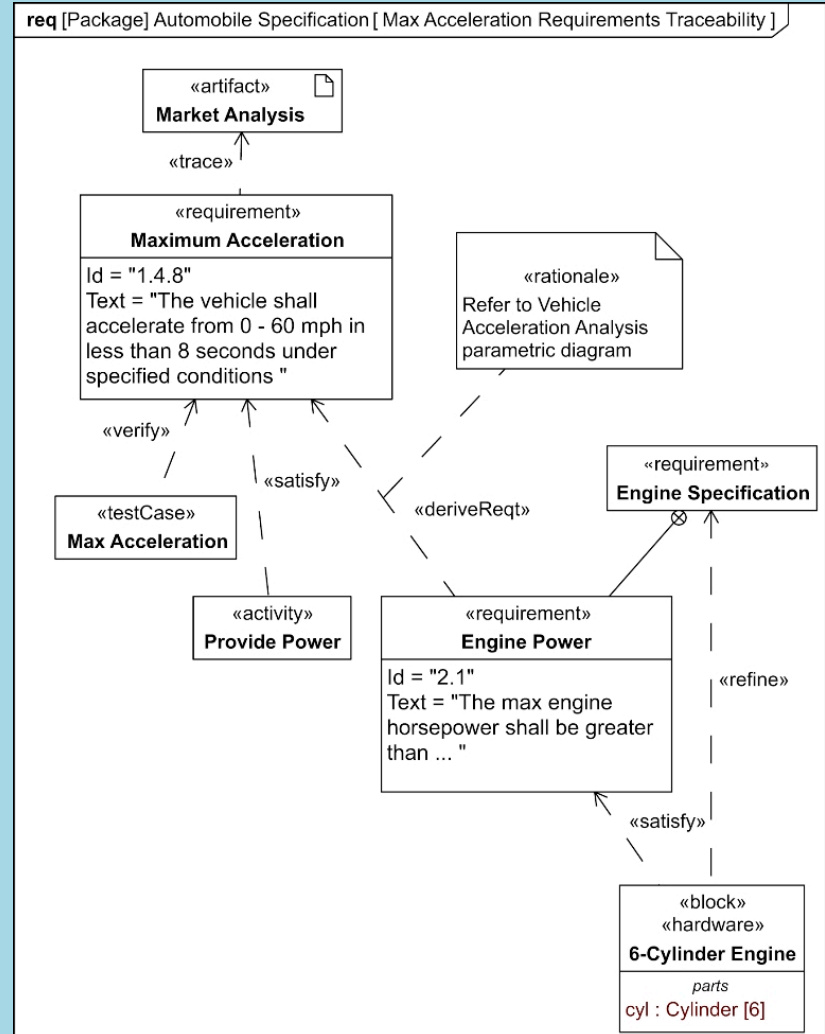 req [Package] Automobile Specification [ Max Acceleration Requirements Traceability ]
«artifact»
Market Analysis
«trace»
«requirement»
Maximum Acceleration
Id = "1.4.8"
Text = "The vehicle shall
accelerate from 0 - 60 mph in
less than 8 seconds under
specified conditions "
«rationale»
Refer to Vehicle
Acceleration Analysis
parametric diagram
«verify»
«satisfy»
«deriveReqt»
«requirement»
Engine Specification
«testCase»
Max Acceleration
«activity»
Provide Power
«requirement»
Engine Power
Id = "2.1"
Text = "The max engine
horsepower shall be greater
than ... "
«refine»
«satisfy»
«block»
«hardware»
6-Cylinder Engine
parts
cyl : Cylinder [6]